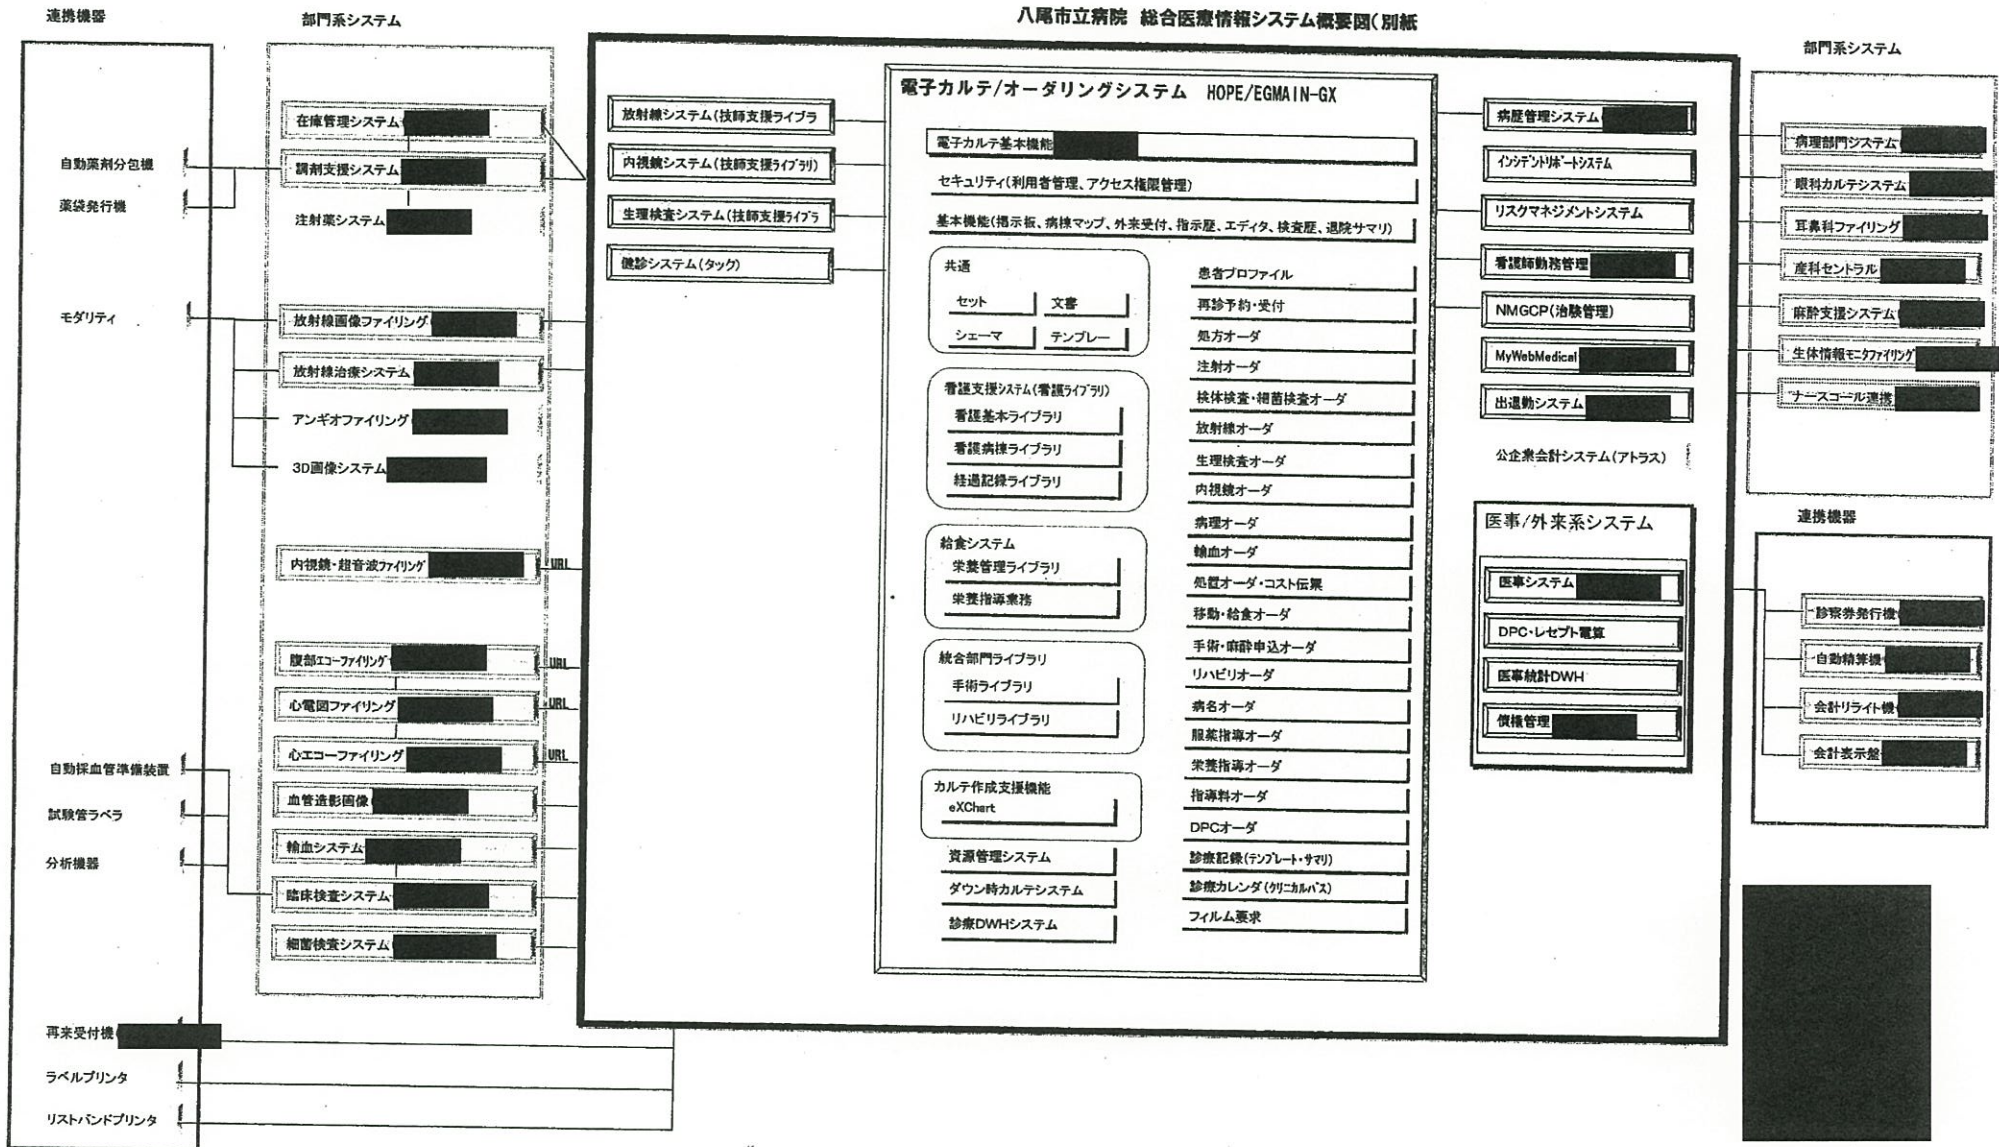 八尾市立病院 総合医療情報システム概要図(別紙
連携機器
自動薬剤分包機
薬袋発行機
モダリティ
自動採血管準備装置
試験管ラベラ
分析機器
再来受付機(
ラベルプリンタ
リストバンドプリンタ
部門系システム
在庫管理システム(
調剤支援システム
注射薬システム
放射線画像ファイリング
放射線治療システム
アンギオファイリング
3D画像システム
内視鏡・超音波ファイリング
URL
腹部エコーファイリング
URL
心電図ファイリング
URL
心エコーファイリング
URL
血管造影画像
輸血システム
臨床検査システム
細菌検査システム
放射線システム(技師支援ライブラ
内視鏡システム(技師支援ライブラリ)
生理検査システム(技師支援ライブラ
健診システム(タック)
電子カルテ/オーダリングシステム HOPE/EGMAIN-GX
電子カルテ基本機能
セキュリティ(利用者管理、アクセス権限管理)
基本機能(掲示板、病棟マップ、外来受付、指示歴、エディタ、検査歴、退院サマリ)
共通
セット
文書
シェーマ
テンプレー
看護支援システム(看護ライブラリ)
看護基本ライブラリ
看護病棟ライブラリ
経過記録ライブラリ
給食システム
栄養管理ライブラリ
栄養指導業務
統合部門ライブラリ
手術ライブラリ
リハビリライブラリ
カルテ作成支援機能
eXChart
資源管理システム
ダウン時カルテシステム
診療DWHシステム
患者プロファイル
再診予約・受付
処方オーダ
注射オーダ
検体検査・細菌検査オーダ
放射線オーダ
生理検査オーダ
内視鏡オーダ
病理オーダ
輸血オーダ
処置オーダ・コスト伝票
移動・給食オーダ
手術・麻酔申込オーダ
リハビリオーダ
病名オーダ
服薬指導オーダ
栄養指導オーダ
指導料オーダ
DPCオーダ
診療記録(テンプレート・サマリ)
診療カレンダ(クリニカルパス)
フィルム要求
病歴管理システム
インシデントリポートシステム
リスクマネジメントシステム
看護師勤務管理
NMGCP(治験管理)
MyWebMedical
出退勤システム
公企業会計システム(アトラス)
医事/外来系システム
医事システム
DPC・レセプト電算
医事統計DWH
債権管理
部門系システム
病理部門システム
眼科カルテシステム
耳鼻科ファイリング
産科セントラル
麻酔支援システム
生体情報モニタファイリング
ナースコール連携
連携機器
診察券発行機
自動精算機
会計リライト機
会計表示盤